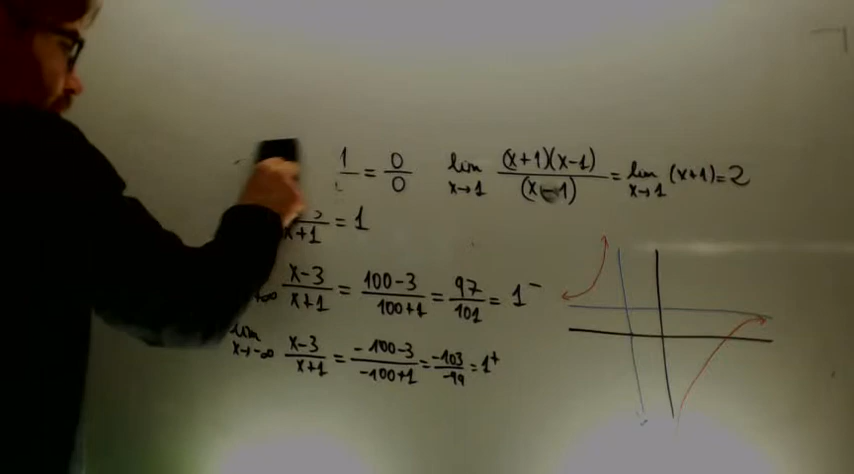 1/ = 0/0 lim x→1 (x+1)(x-1)/(x-1) = lim x→1 (x+1) = 2
/x+1 = 1
∞ x-3/x+1 = 100-3/100+1 = 97/101 = 1⁻
lim x→-∞ x-3/x+1 = -100-3/-100+1 = -103/-99 = 1⁺